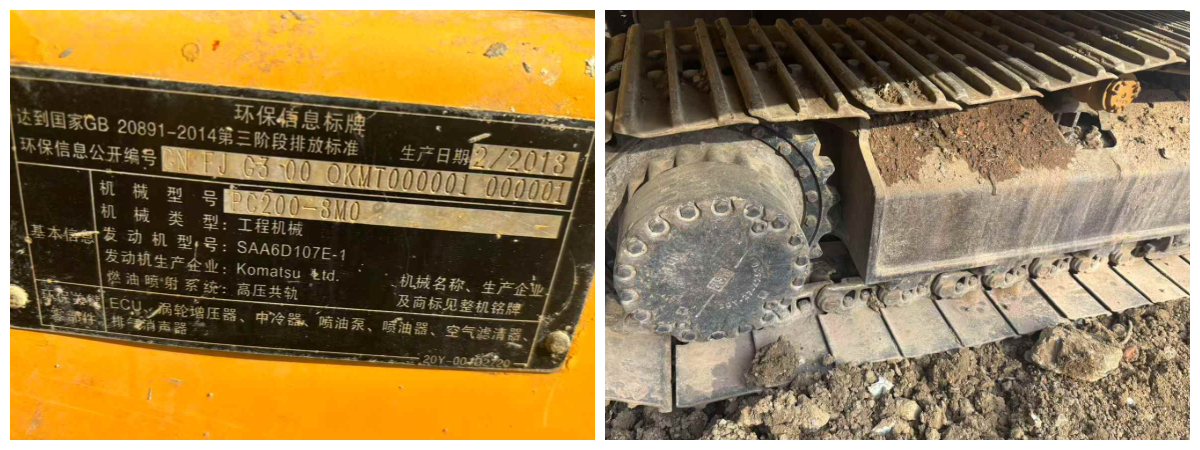 环保信息标牌
达到国家GB 20891-2014第三阶段排放标准
生产日期 2/2018
环保信息公开编号 CN FJ G3 00 0KMT000001 000001
基本信息
机械型号 PC200-8M0
机械类型: 工程机械
发动机型号: SAA6D107E-1
发动机生产企业: Komatsu Ltd.
燃油喷射系统: 高压共轨
机械名称、生产企业
及商标见整机铭牌
ECU、涡轮增压器、中冷器、喷油泵、喷油器、空气滤清器、
排气消声器